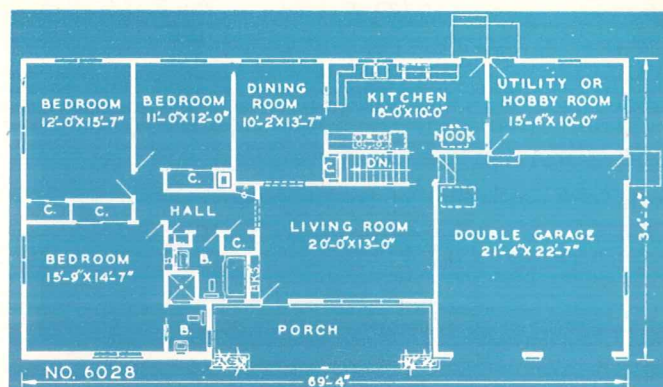 BEDROOM
12'-0"X15'-7"
BEDROOM
11'-0"X12'-0"
DINING
ROOM
10'-2"X13'-7"
KITCHEN
18'-0"X10'-0"
NOOK
UTILITY OR
HOBBY ROOM
15'-6"X10'-0"
C.
C.
DN.
C.
C.
HALL
C.
LIVING ROOM
20'-0"X13'-0"
DOUBLE GARAGE
21'-4"X22'-7"
34'-4"
BEDROOM
15'-9"X14'-7"
B.
B.
PORCH
NO. 6028
69'-4"